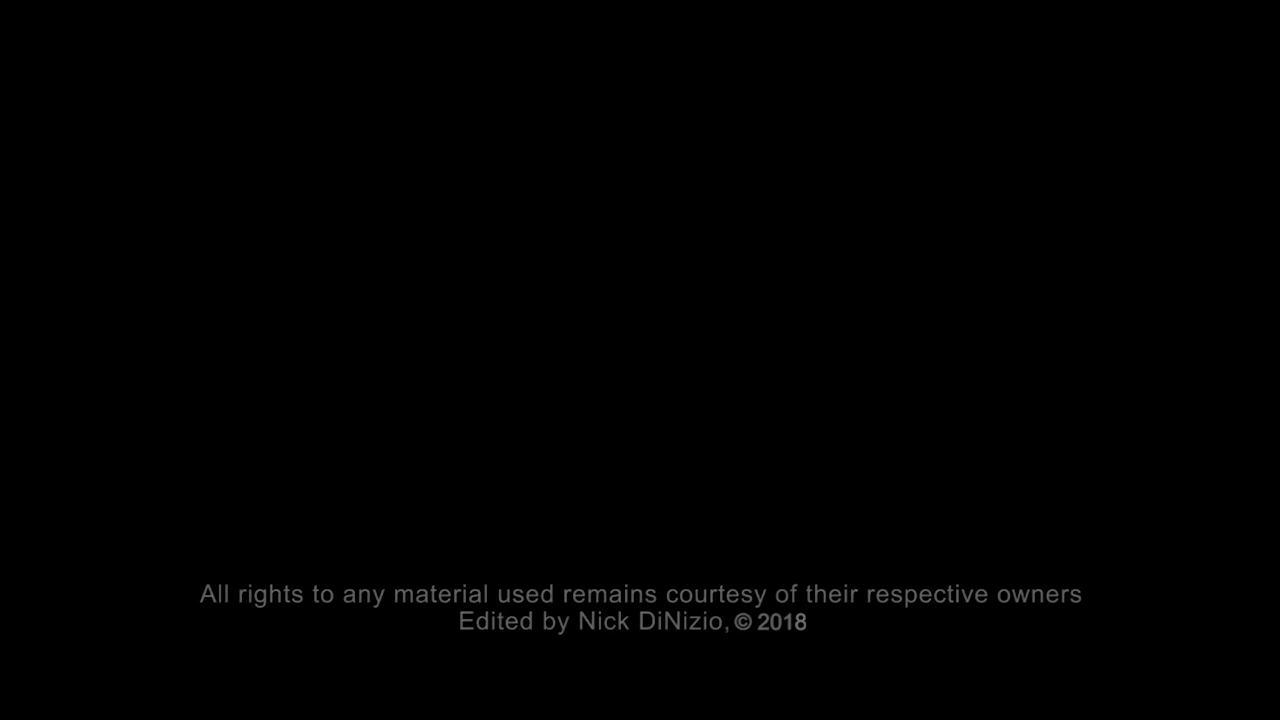 All rights to any material used remains courtesy of their respective owners
Edited by Nick DiNizio, © 2018